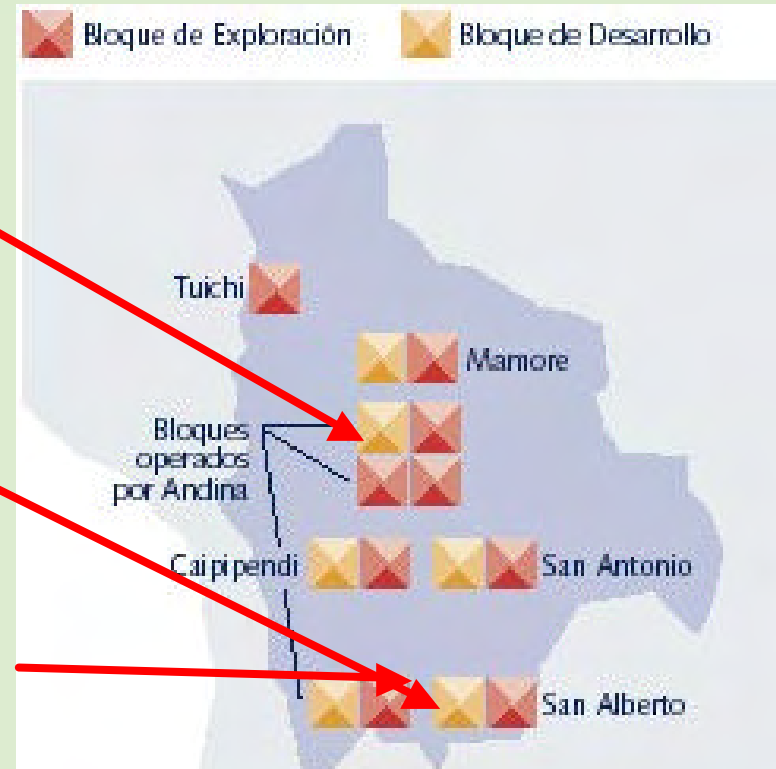 Bloque de Exploración
Bloque de Desarrollo
Tuichi
Mamore
Bloques
operados
por Andina
Caipipendi
San Antonio
San Alberto